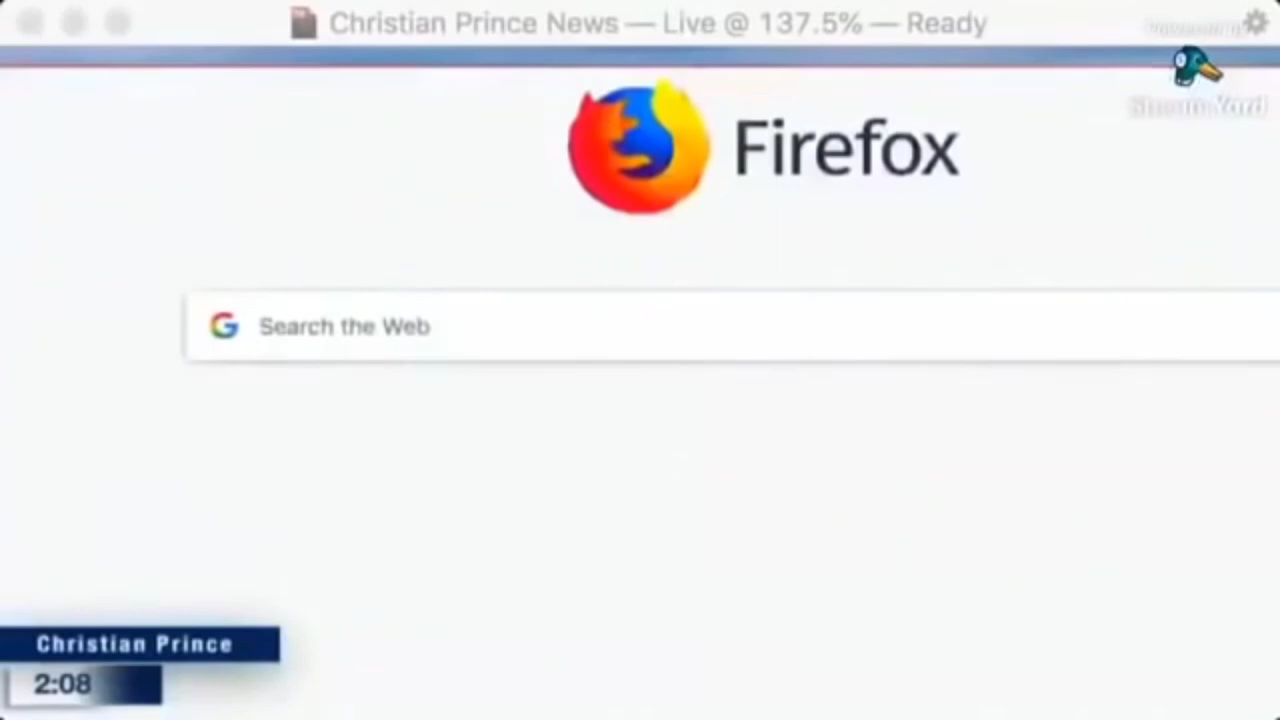 Christian Prince News — Live @ 137.5% — Ready
Firefox
Search the Web
Christian Prince
2:08